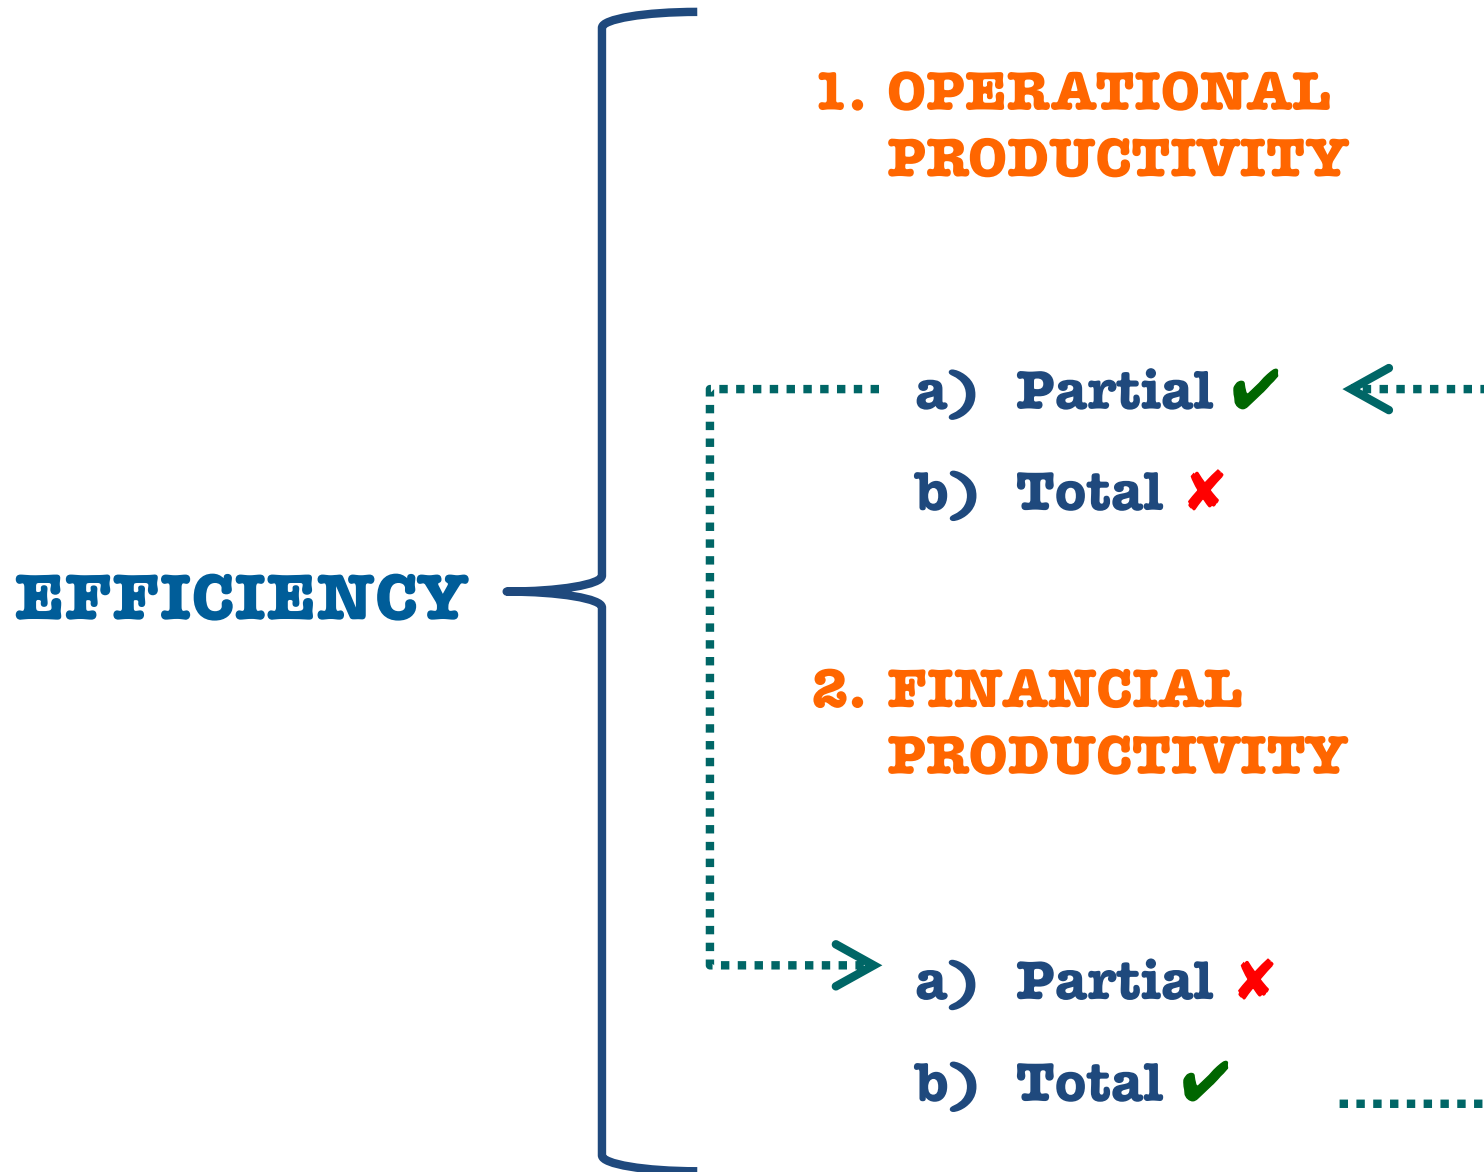 EFFICIENCY
1. OPERATIONAL
PRODUCTIVITY
a) Partial ✔
b) Total ✘
2. FINANCIAL
PRODUCTIVITY
a) Partial ✘
b) Total ✔